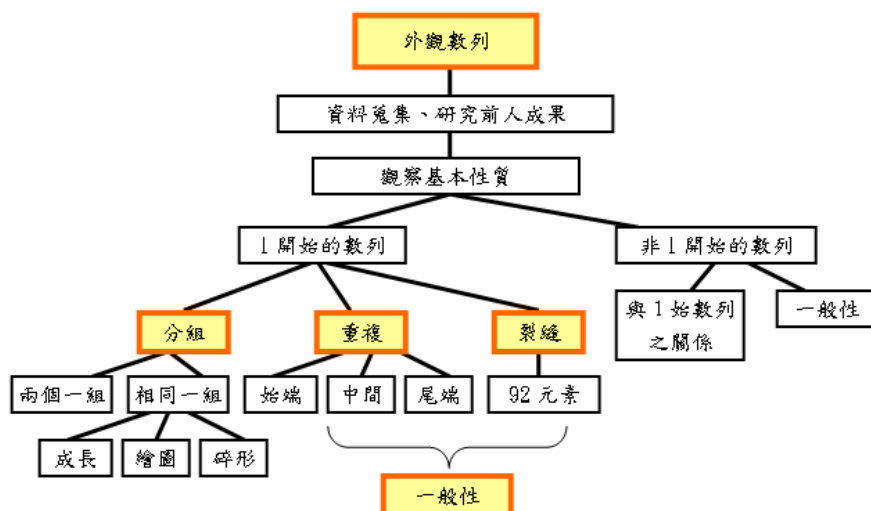 外觀數列
資料蒐集、研究前人成果
觀察基本性質
1開始的數列
非1開始的數列
分組
重複
裂縫
與1始數列
之關係
一般性
兩個一組
相同一組
始端
中間
尾端
92元素
成長
繪圖
碎形
一般性